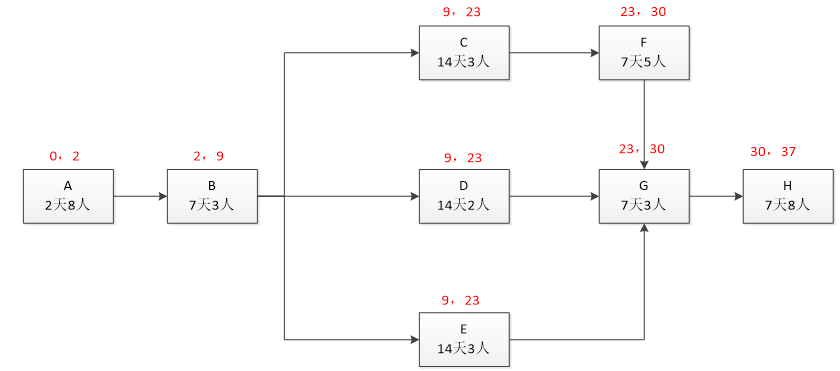 9，23
C
14天3人
23，30
F
7天5人
0，2
A
2天8人
2，9
B
7天3人
9，23
D
14天2人
23，30
G
7天3人
30，37
H
7天8人
9，23
E
14天3人